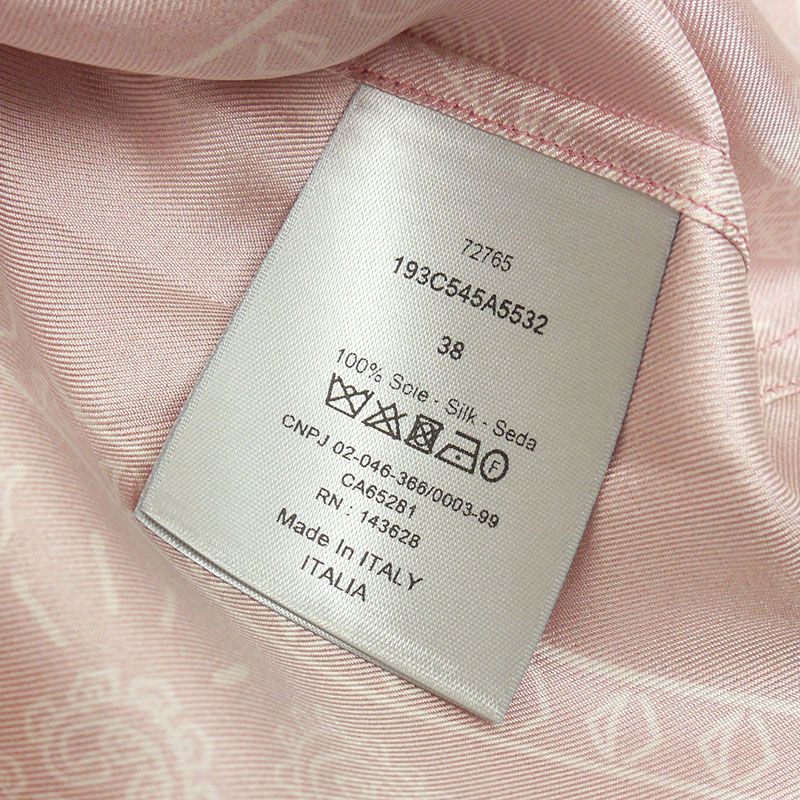 72765
193C545A5532
38
100% Soie - Silk - Seda
F
CNPJ 02-046-366/0003-99
CA65281
RN : 143628
Made In ITALY
ITALIA